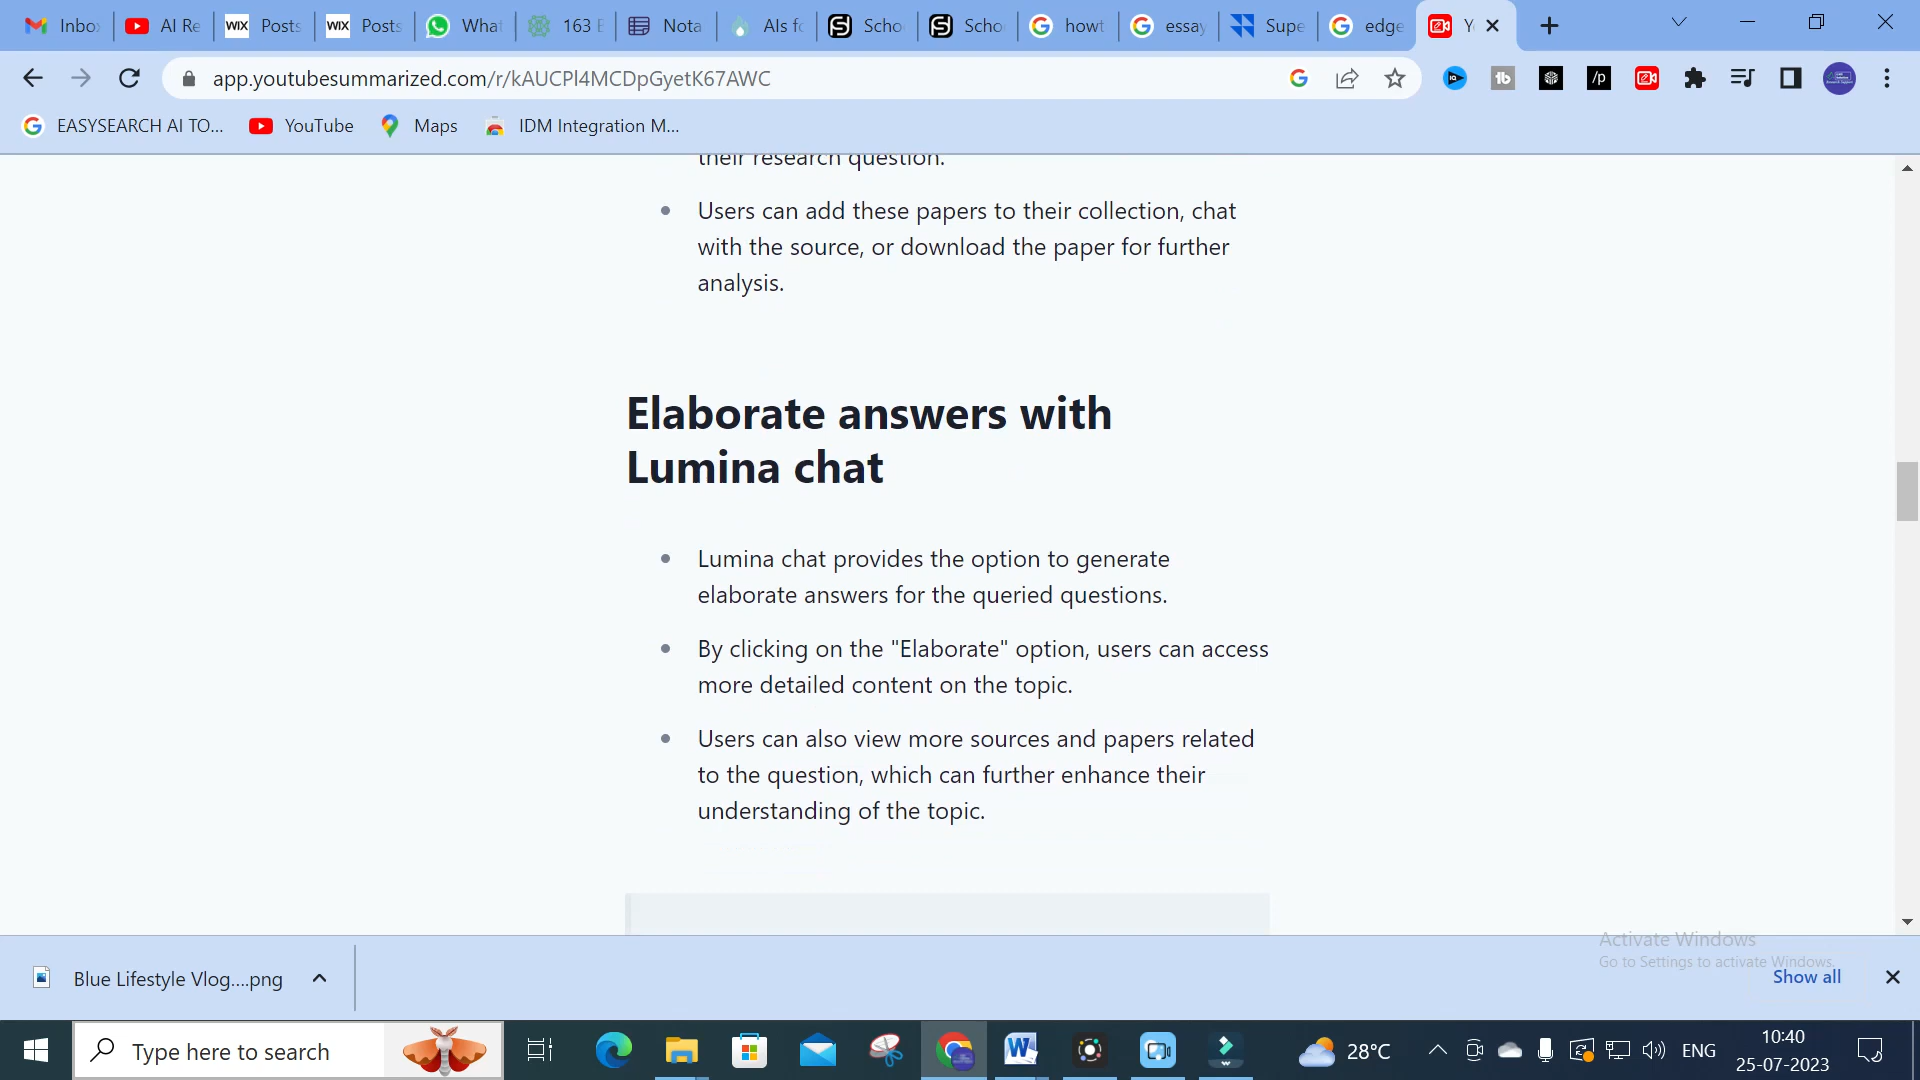 Inbo
AI Re
WIX Posts
WIX Posts
What
163 E
Nota
AIs fo
Scho
Scho
howt
essay
Supe
edge
Y
app.youtubesummarized.com/r/kAUCPl4MCDpGyetK67AWC
EASYSEARCH AI TO...
YouTube
Maps
IDM Integration M...
their research question.
Users can add these papers to their collection, chat
with the source, or download the paper for further
analysis.
Elaborate answers with
Lumina chat
Lumina chat provides the option to generate
elaborate answers for the queried questions.
By clicking on the "Elaborate" option, users can access
more detailed content on the topic.
Users can also view more sources and papers related
to the question, which can further enhance their
understanding of the topic.
Activate Windows
Go to Settings to activate Windows.
Blue Lifestyle Vlog....png
Show all
Type here to search
28°C
ENG
10:40
25-07-2023